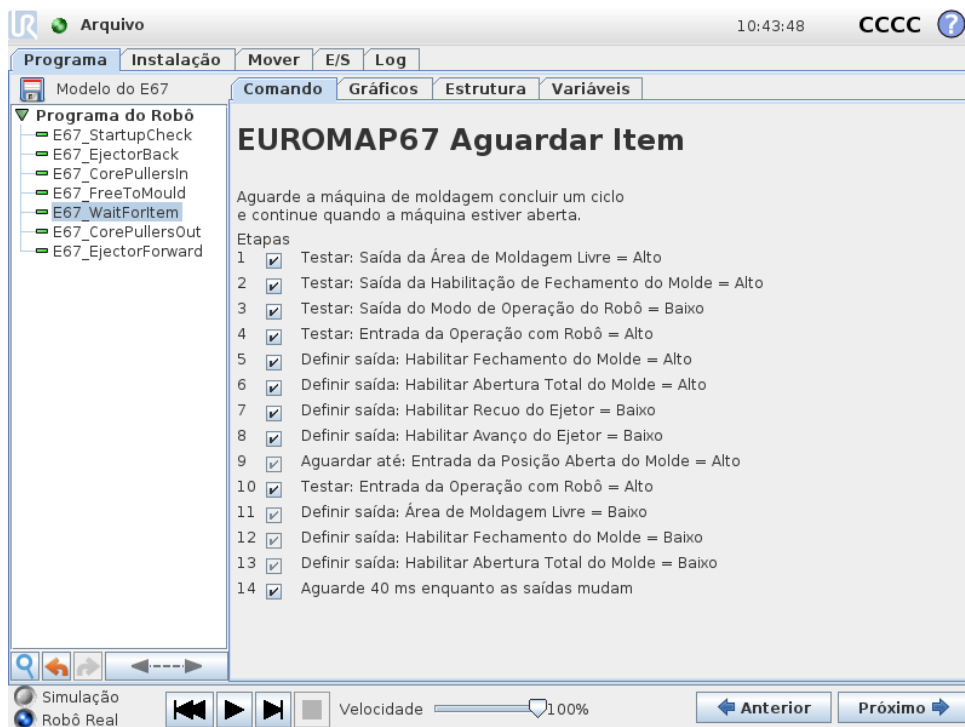 UR Arquivo 10:43:48 CCCC ?
Programa Instalação Mover E/S Log
Modelo do E67 Comando Gráficos Estrutura Variáveis
Programa do Robô
E67_StartupCheck
E67_EjectorBack
E67_CorePullersIn
E67_FreeToMould
E67_WaitForItem
E67_CorePullersOut
E67_EjectorForward
EUROMAP67 Aguardar Item
Aguarde a máquina de moldagem concluir um ciclo
e continue quando a máquina estiver aberta.
Etapas
1 Testar: Saída da Área de Moldagem Livre = Alto
2 Testar: Saída da Habilitação de Fechamento do Molde = Alto
3 Testar: Saída do Modo de Operação do Robô = Baixo
4 Testar: Entrada da Operação com Robô = Alto
5 Definir saída: Habilitar Fechamento do Molde = Alto
6 Definir saída: Habilitar Abertura Total do Molde = Alto
7 Definir saída: Habilitar Recuo do Ejetor = Baixo
8 Definir saída: Habilitar Avanço do Ejetor = Baixo
9 Aguardar até: Entrada da Posição Aberta do Molde = Alto
10 Testar: Entrada da Operação com Robô = Alto
11 Definir saída: Área de Moldagem Livre = Baixo
12 Definir saída: Habilitar Fechamento do Molde = Baixo
13 Definir saída: Habilitar Abertura Total do Molde = Baixo
14 Aguarde 40 ms enquanto as saídas mudam
Simulação
Robô Real
Velocidade 100%
Anterior Próximo